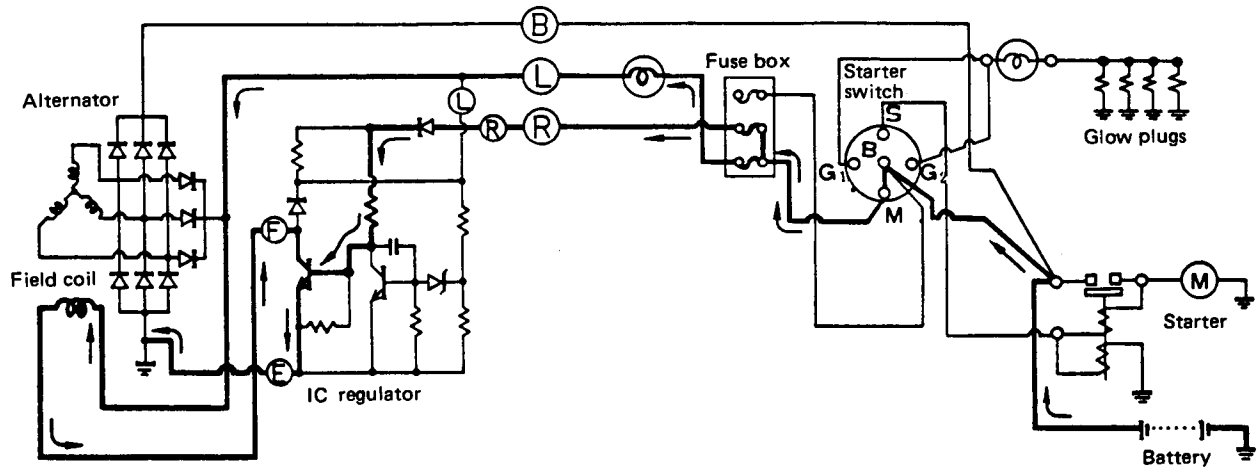 B
Fuse box
L
Starter
switch
Alternator
L
S
Glow plugs
R
R
B
G1
G2
M
F
Field coil
M
Starter
E
IC regulator
Battery